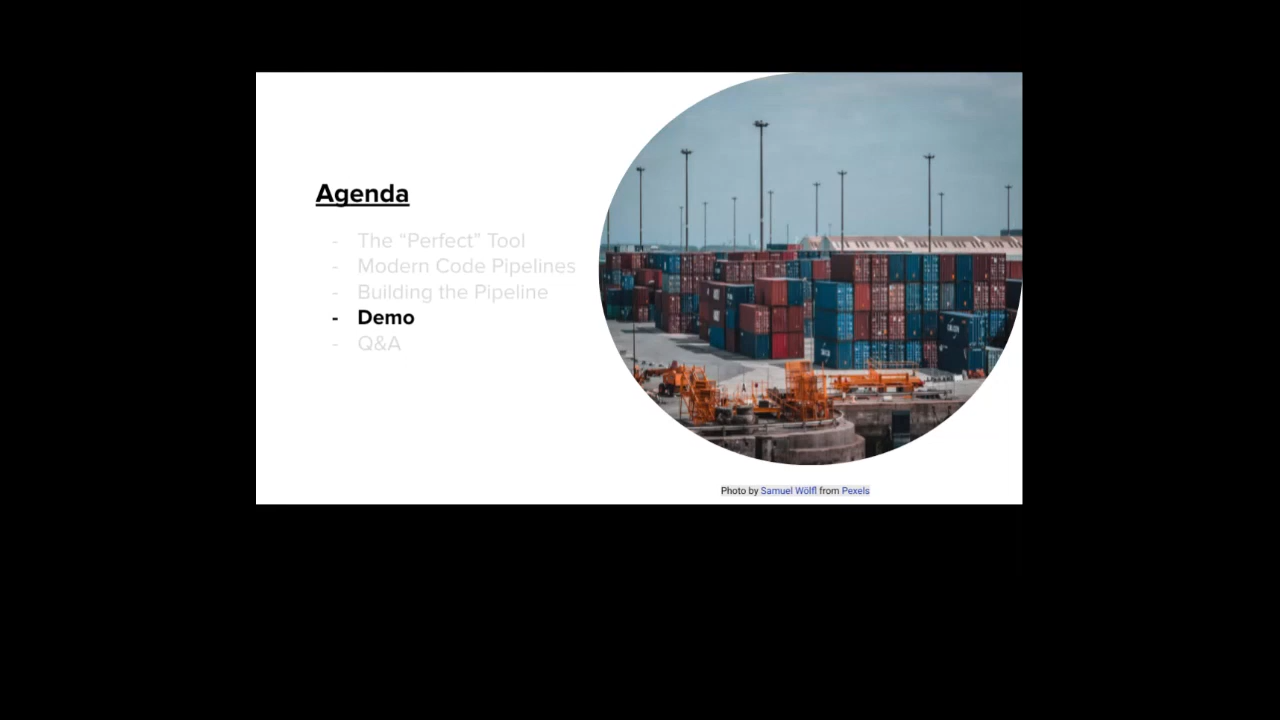 Agenda
- The “Perfect” Tool
- Modern Code Pipelines
- Building the Pipeline
- Demo
- Q&A
Photo by Samuel Wölfl from Pexels